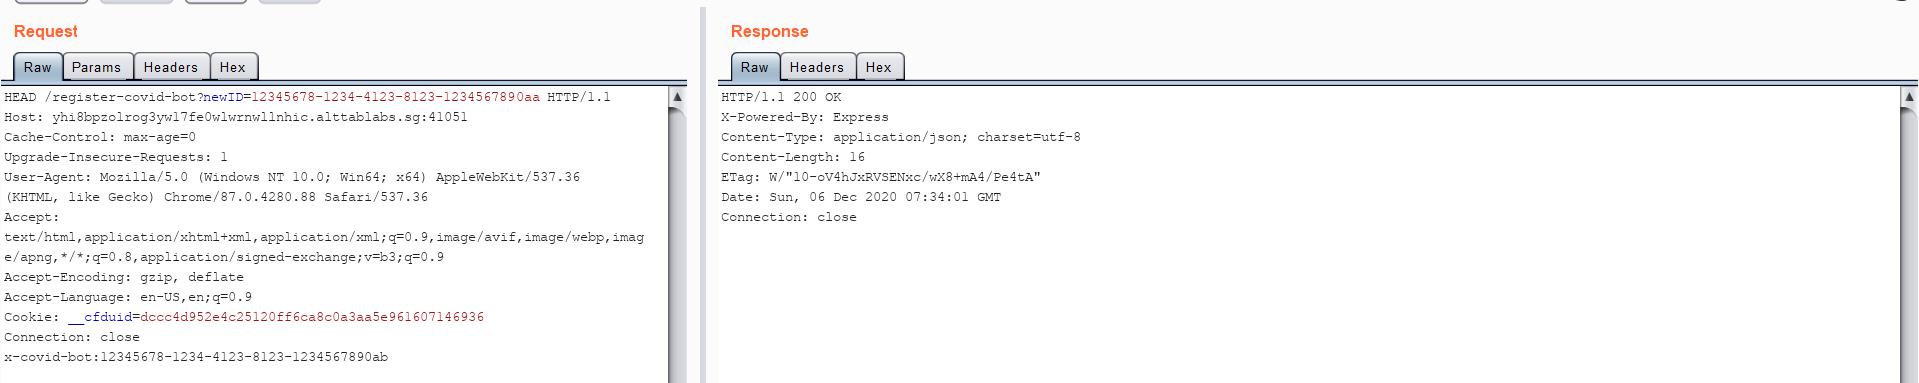 Request
Raw Params Headers Hex
HEAD /register-covid-bot?newID=12345678-1234-4123-8123-1234567890aa HTTP/1.1
Host: yhi8bpzolrog3yw17fe0wlwrnwllnhic.alttablabs.sg:41051
Cache-Control: max-age=0
Upgrade-Insecure-Requests: 1
User-Agent: Mozilla/5.0 (Windows NT 10.0; Win64; x64) AppleWebKit/537.36
(KHTML, like Gecko) Chrome/87.0.4280.88 Safari/537.36
Accept:
text/html,application/xhtml+xml,application/xml;q=0.9,image/avif,image/webp,imag
e/apng,*/*;q=0.8,application/signed-exchange;v=b3;q=0.9
Accept-Encoding: gzip, deflate
Accept-Language: en-US,en;q=0.9
Cookie: __cfduid=dccc4d952e4c25120ff6ca8c0a3aa5e961607146936
Connection: close
x-covid-bot:12345678-1234-4123-8123-1234567890ab
Response
Raw Headers Hex
HTTP/1.1 200 OK
X-Powered-By: Express
Content-Type: application/json; charset=utf-8
Content-Length: 16
ETag: W/"10-oV4hJxRVSENxc/wX8+mA4/Pe4tA"
Date: Sun, 06 Dec 2020 07:34:01 GMT
Connection: close